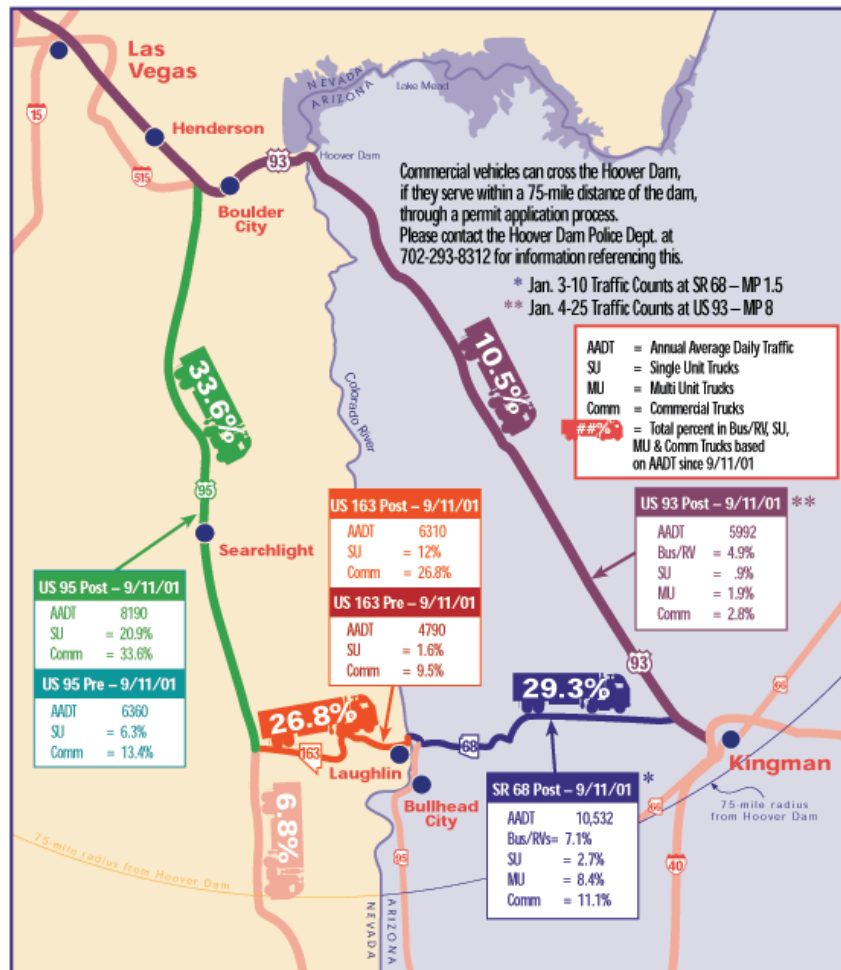 Las
Vegas
NEVADA
ARIZONA
Lake Mead
15
Henderson
515
93
Hoover Dam
Boulder
City
Commercial vehicles can cross the Hoover Dam,
if they serve within a 75-mile distance of the dam,
through a permit application process.
Please contact the Hoover Dam Police Dept. at
702-293-8312 for information referencing this.
* Jan. 3-10 Traffic Counts at SR 68 – MP 1.5
** Jan. 4-25 Traffic Counts at US 93 – MP 8
AADT = Annual Average Daily Traffic
SU = Single Unit Trucks
MU = Multi Unit Trucks
Comm = Commercial Trucks
##% = Total percent in Bus/RV, SU,
MU & Comm Trucks based
on AADT since 9/11/01
33.6%
10.5%
Colorado River
95
Searchlight
US 163 Post – 9/11/01
AADT 6310
SU = 12%
Comm = 26.8%
US 163 Pre – 9/11/01
AADT 4790
SU = 1.6%
Comm = 9.5%
US 93 Post – 9/11/01 **
AADT 5992
Bus/RV = 4.9%
SU = .9%
MU = 1.9%
Comm = 2.8%
US 95 Post – 9/11/01
AADT 8190
SU = 20.9%
Comm = 33.6%
US 95 Pre – 9/11/01
AADT 6360
SU = 6.3%
Comm = 13.4%
93
66
29.3%
26.8%
163
68
Laughlin
Bullhead
City
Kingman
6.8%
SR 68 Post – 9/11/01 *
AADT 10,532
Bus/RVs= 7.1%
SU = 2.7%
MU = 8.4%
Comm = 11.1%
66
75-mile radius
from Hoover Dam
95
40
75-mile radius from Hoover Dam
NEVADA
ARIZONA